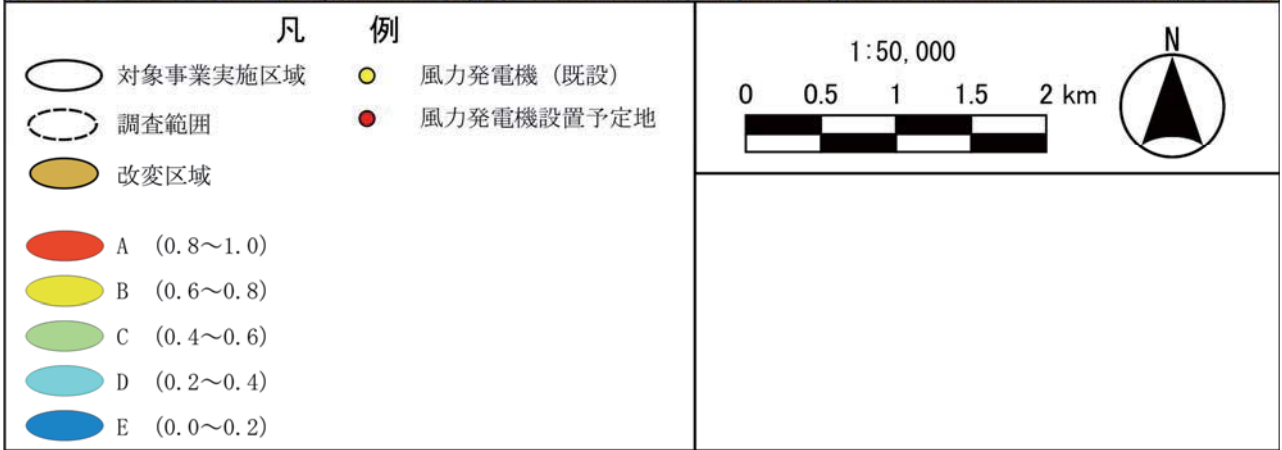 凡　例
対象事業実施区域
調査範囲
改変区域
風力発電機（既設）
風力発電機設置予定地
A (0.8～1.0)
B (0.6～0.8)
C (0.4～0.6)
D (0.2～0.4)
E (0.0～0.2)
1:50,000
0 0.5 1 1.5 2 km
N